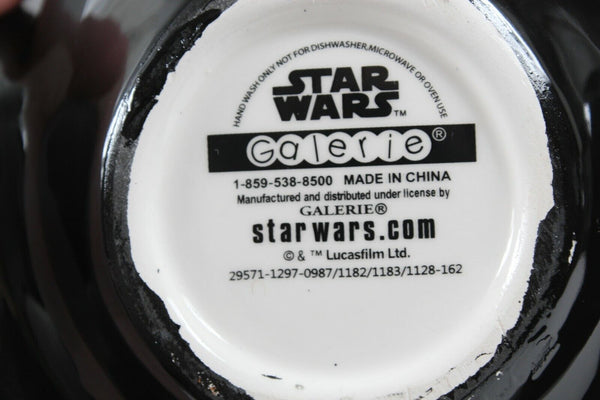 HAND WASH ONLY NOT FOR DISHWASHER, MICROWAVE OR OVEN USE
STAR
WARS™
Galerie®
1-859-538-8500 MADE IN CHINA
Manufactured and distributed under license by
GALERIE®
starwars.com
© & ™ Lucasfilm Ltd.
29571-1297-0987/1182/1183/1128-162